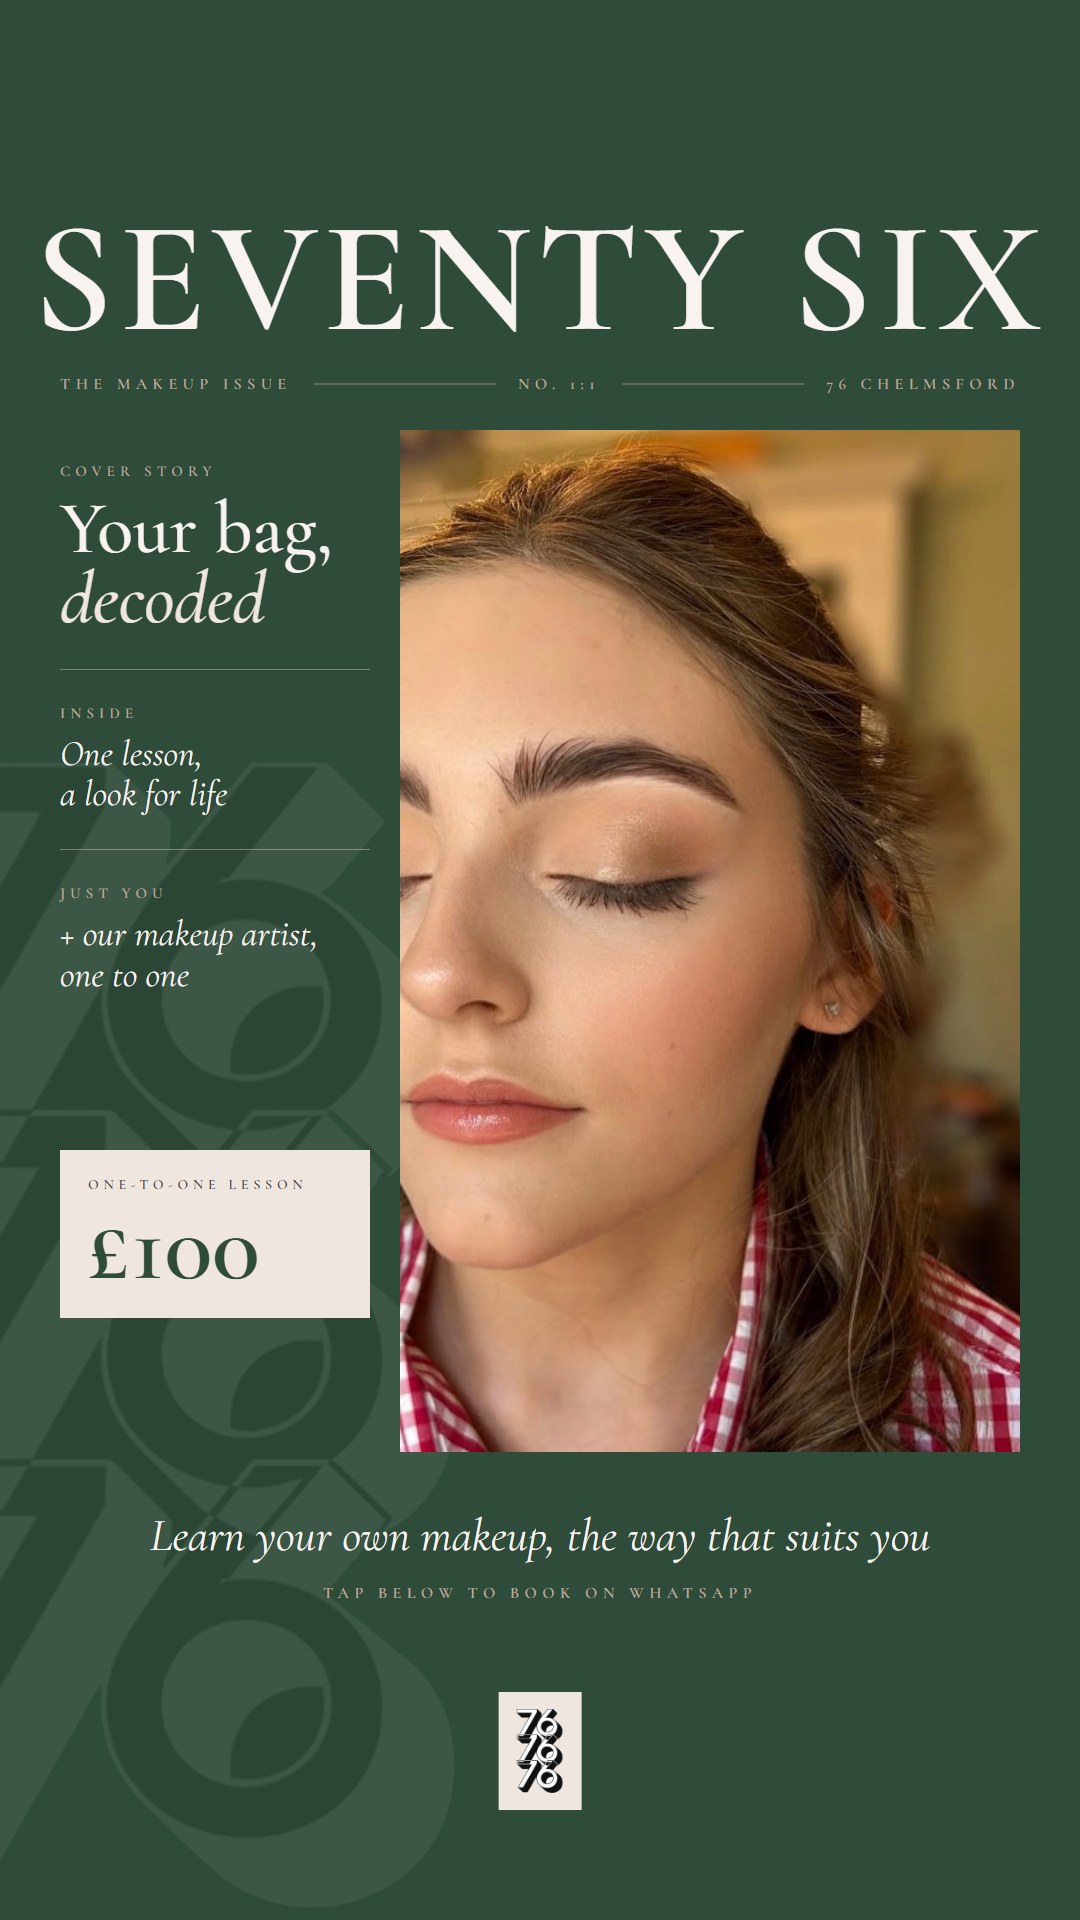 SEVENTY SIX
THE MAKEUP ISSUE NO. 1:1 76 CHELMSFORD
COVER STORY
Your bag,
decoded
INSIDE
One lesson,
a look for life
JUST YOU
+ our makeup artist,
one to one
ONE-TO-ONE LESSON
£100
Learn your own makeup, the way that suits you
TAP BELOW TO BOOK ON WHATSAPP
76
76
76